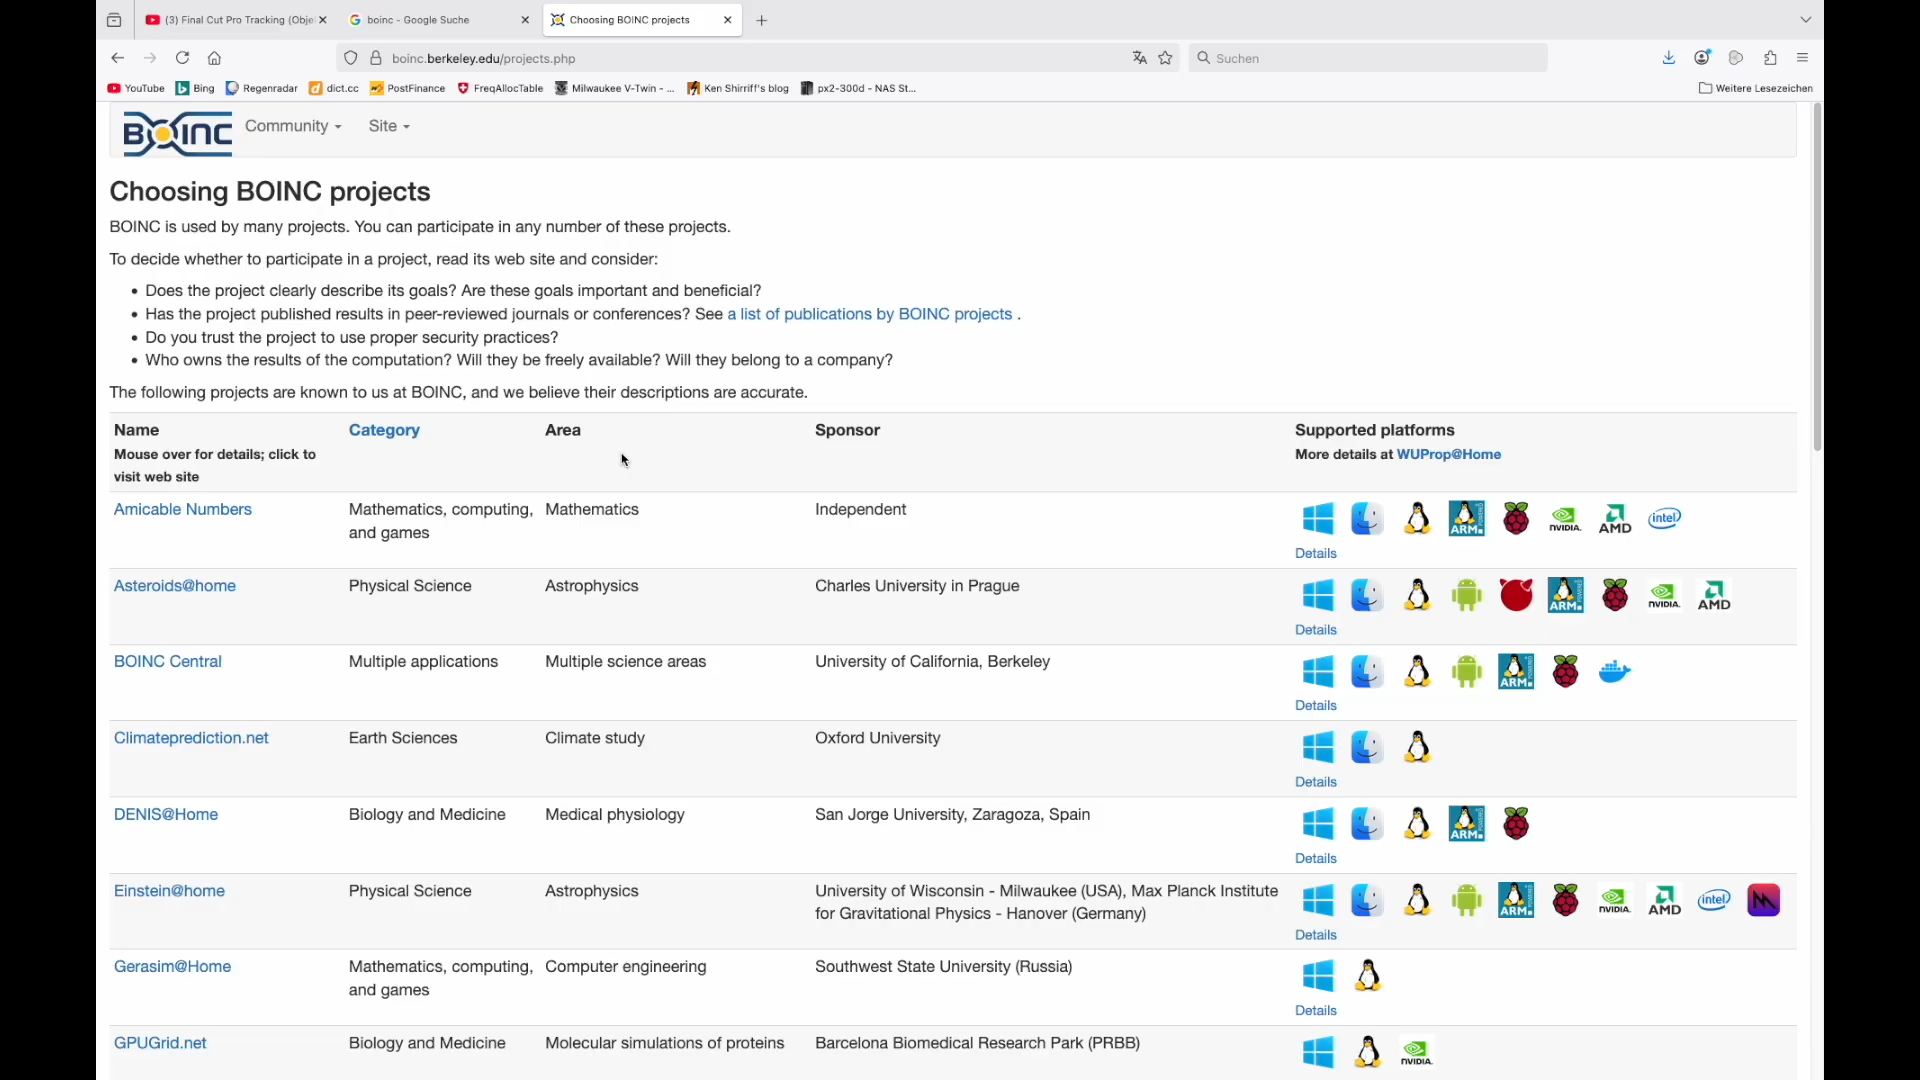 (3) Final Cut Pro Tracking (Obje
boinc - Google Suche
Choosing BOINC projects
boinc.berkeley.edu/projects.php
Suchen
YouTube
Bing
Regenradar
dict.cc
PostFinance
FreqAllocTable
Milwaukee V-Twin - ...
Ken Shirriff's blog
px2-300d - NAS St...
Weitere Lesezeichen
BOINC
Community
Site
Choosing BOINC projects
BOINC is used by many projects. You can participate in any number of these projects.
To decide whether to participate in a project, read its web site and consider:
• Does the project clearly describe its goals? Are these goals important and beneficial?
• Has the project published results in peer-reviewed journals or conferences? See a list of publications by BOINC projects .
• Do you trust the project to use proper security practices?
• Who owns the results of the computation? Will they be freely available? Will they belong to a company?
The following projects are known to us at BOINC, and we believe their descriptions are accurate.
Name Category Area Sponsor Supported platforms
Mouse over for details; click to More details at WUProp@Home
visit web site
Amicable Numbers Mathematics, computing, Mathematics Independent
and games
ARM POWERED NVIDIA. AMD intel
Details
Asteroids@home Physical Science Astrophysics Charles University in Prague
ARM POWERED NVIDIA. AMD
Details
BOINC Central Multiple applications Multiple science areas University of California, Berkeley
ARM POWERED
Details
Climateprediction.net Earth Sciences Climate study Oxford University
Details
DENIS@Home Biology and Medicine Medical physiology San Jorge University, Zaragoza, Spain
ARM POWERED
Details
Einstein@home Physical Science Astrophysics University of Wisconsin - Milwaukee (USA), Max Planck Institute
for Gravitational Physics - Hanover (Germany)
ARM POWERED NVIDIA. AMD intel
Details
Gerasim@Home Mathematics, computing, Computer engineering Southwest State University (Russia)
and games
Details
GPUGrid.net Biology and Medicine Molecular simulations of proteins Barcelona Biomedical Research Park (PRBB)
NVIDIA.